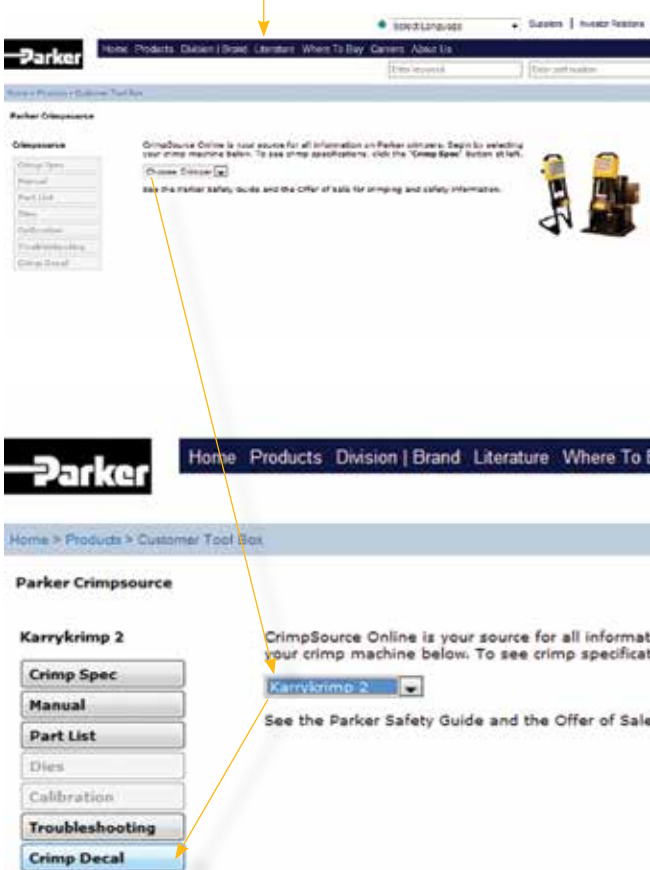 Select Language
Suppliers | Investor Relations
Parker
Home Products Division | Brand Literature Where To Buy Careers About Us
Enter keyword
Enter part number
Home > Products > Customer Tool Box
Parker Crimpsource
Crimpsource
Crimp Spec
Manual
Part List
Dies
Calibration
Troubleshooting
Crimp Decal
CrimpSource Online is your source for all information on Parker crimpers. Begin by selecting
your crimp machine below. To see crimp specifications, click the "Crimp Spec" button at left.
Choose Crimper
See the Parker Safety Guide and the Offer of Sale for crimping and safety information.
Parker
Home Products Division | Brand Literature Where To B
Home > Products > Customer Tool Box
Parker Crimpsource
Karrykrimp 2
Crimp Spec
Manual
Part List
Dies
Calibration
Troubleshooting
Crimp Decal
CrimpSource Online is your source for all informat
your crimp machine below. To see crimp specificat
Karrykrimp 2
See the Parker Safety Guide and the Offer of Sale